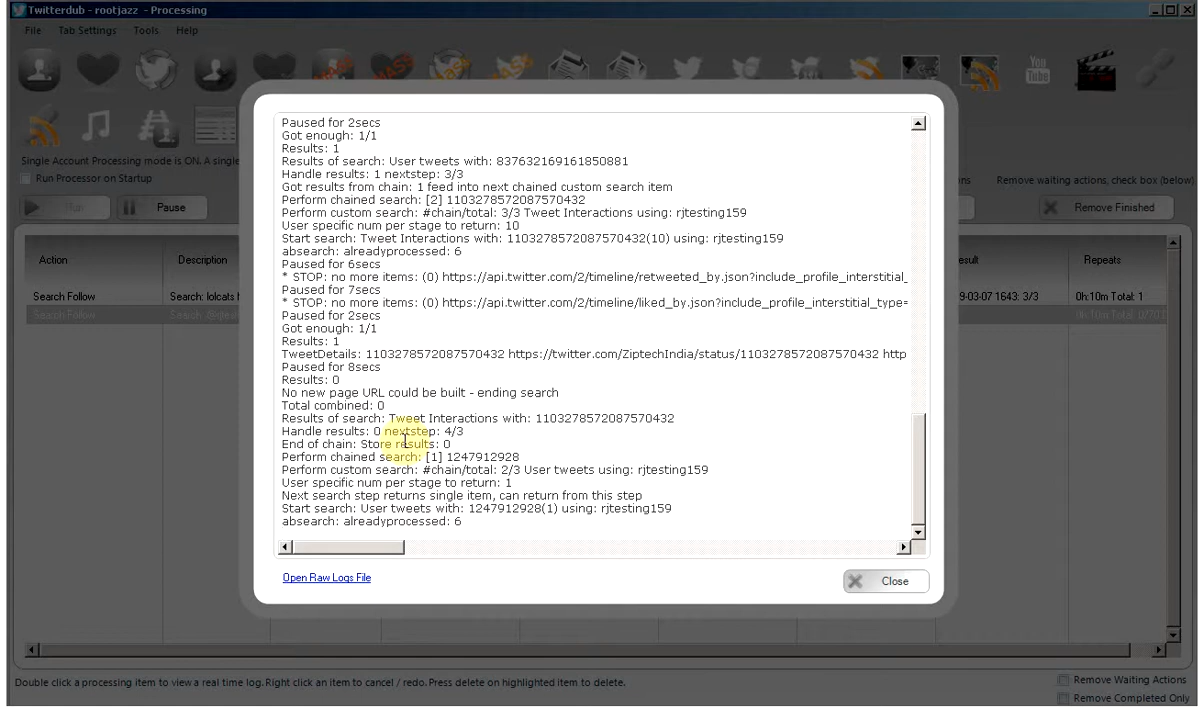 Twitterdub - rootjazz - Processing
File Tab Settings Tools Help
MASS MASS MASS MASS
You Tube
Single Account Processing mode is ON. A single
Run Processor on Startup
Remove waiting actions, check box (below)
Run Pause Remove Finished
Action Description Repeats
Search Follow Search: lolcats 9-03-07 1643: 3/3 0h:10m Total: 1
Search Follow
Paused for 2secs
Got enough: 1/1
Results: 1
Results of search: User tweets with: 837632169161850881
Handle results: 1 nextstep: 3/3
Got results from chain: 1 feed into next chained custom search item
Perform chained search: [2] 1103278572087570432
Perform custom search: #chain/total: 3/3 Tweet Interactions using: rjtesting159
User specific num per stage to return: 10
Start search: Tweet Interactions with: 1103278572087570432(10) using: rjtesting159
absearch: alreadyprocessed: 6
Paused for 6secs
* STOP: no more items: (0) https://api.twitter.com/2/timeline/retweeted_by.json?include_profile_interstitial_
Paused for 7secs
* STOP: no more items: (0) https://api.twitter.com/2/timeline/liked_by.json?include_profile_interstitial_type=
Paused for 2secs
Got enough: 1/1
Results: 1
TweetDetails: 1103278572087570432 https://twitter.com/ZiptechIndia/status/1103278572087570432 http
Paused for 8secs
Results: 0
No new page URL could be built - ending search
Total combined: 0
Results of search: Tweet Interactions with: 1103278572087570432
Handle results: 0 nextstep: 4/3
End of chain: Store results: 0
Perform chained search: [1] 1247912928
Perform custom search: #chain/total: 2/3 User tweets using: rjtesting159
User specific num per stage to return: 1
Next search step returns single item, can return from this step
Start search: User tweets with: 1247912928(1) using: rjtesting159
absearch: alreadyprocessed: 6
Open Raw Logs File
Close
Double click a processing item to view a real time log. Right click an item to cancel / redo. Press delete on highlighted item to delete.
Remove Waiting Actions
Remove Completed Only